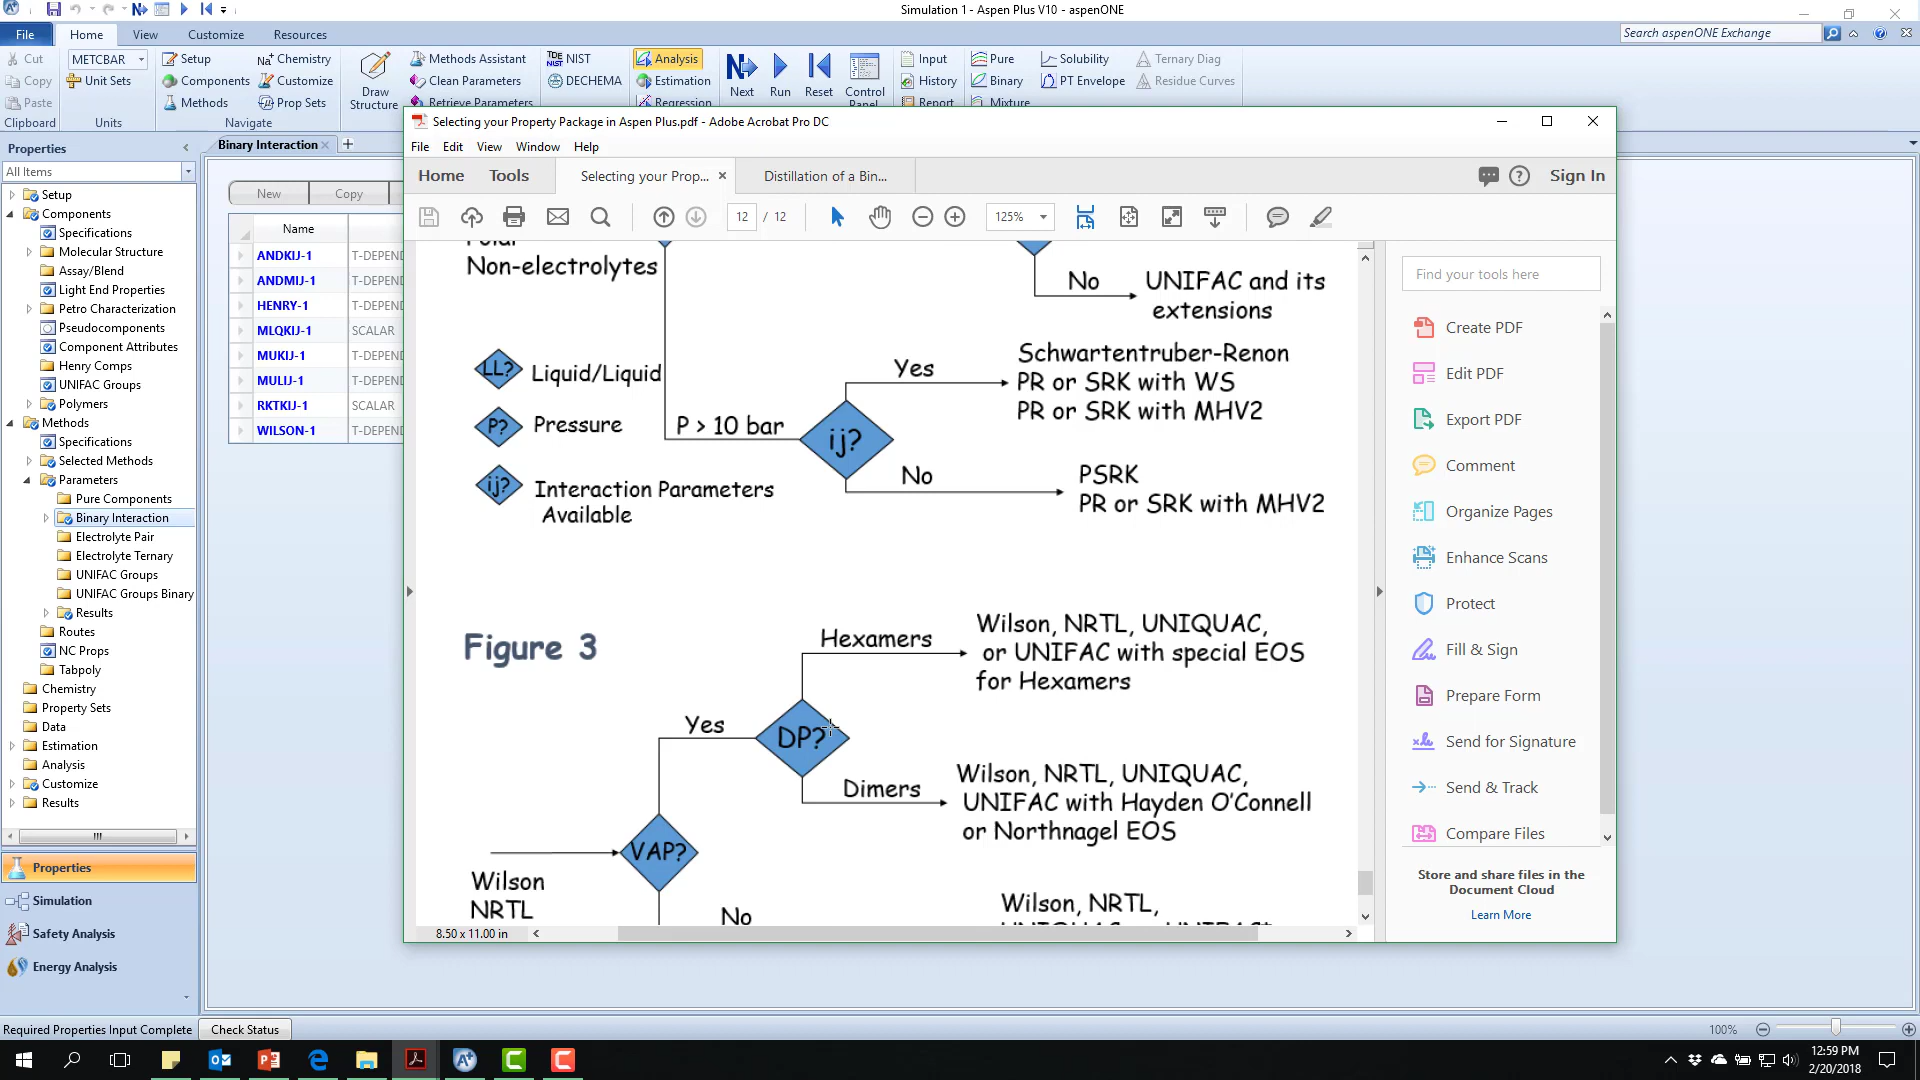 Simulation 1 - Aspen Plus V10 - aspenONE
File
Home
View
Customize
Resources
Search aspenONE Exchange
Cut
METCBAR
Setup
Na+ Chemistry
Methods Assistant
NIST
Analysis
Input
Pure
Solubility
Ternary Diag
Copy
Unit Sets
Components
Customize
Clean Parameters
DECHEMA
Estimation
History
Binary
PT Envelope
Residue Curves
Paste
Methods
Prop Sets
Draw
Structure
Retrieve Parameters
Regression
Next
Run
Reset
Control
Panel
Report
Mixture
Clipboard
Units
Navigate
Properties
All Items
Setup
Components
Specifications
Molecular Structure
Assay/Blend
Light End Properties
Petro Characterization
Pseudocomponents
Component Attributes
Henry Comps
UNIFAC Groups
Polymers
Methods
Specifications
Selected Methods
Parameters
Pure Components
Binary Interaction
Electrolyte Pair
Electrolyte Ternary
UNIFAC Groups
UNIFAC Groups Binary
Results
Routes
NC Props
Tabpoly
Chemistry
Property Sets
Data
Estimation
Analysis
Customize
Results
Properties
Simulation
Safety Analysis
Energy Analysis
Binary Interaction
New
Copy
Name
ANDKIJ-1
T-DEPEND
ANDMIJ-1
T-DEPEND
HENRY-1
T-DEPEND
MLQKIJ-1
SCALAR
MUKIJ-1
T-DEPEND
MULIJ-1
T-DEPEND
RKTKIJ-1
SCALAR
WILSON-1
T-DEPEND
Selecting your Property Package in Aspen Plus.pdf - Adobe Acrobat Pro DC
File Edit View Window Help
Home
Tools
Selecting your Prop...
Distillation of a Bin...
Sign In
12 / 12
125%
Polar
Non-electrolytes
No
UNIFAC and its
extensions
LL?
Liquid/Liquid
P?
Pressure
ij?
Interaction Parameters
Available
P > 10 bar
ij?
Yes
Schwartentruber-Renon
PR or SRK with WS
PR or SRK with MHV2
No
PSRK
PR or SRK with MHV2
Figure 3
Hexamers
Wilson, NRTL, UNIQUAC,
or UNIFAC with special EOS
for Hexamers
Yes
DP?
Dimers
Wilson, NRTL, UNIQUAC,
UNIFAC with Hayden O'Connell
or Northnagel EOS
VAP?
Wilson
NRTL
No
Wilson, NRTL,
8.50 x 11.00 in
Find your tools here
Create PDF
Edit PDF
Export PDF
Comment
Organize Pages
Enhance Scans
Protect
Fill & Sign
Prepare Form
Send for Signature
Send & Track
Compare Files
Store and share files in the
Document Cloud
Learn More
Required Properties Input Complete
Check Status
100%
12:59 PM
2/20/2018